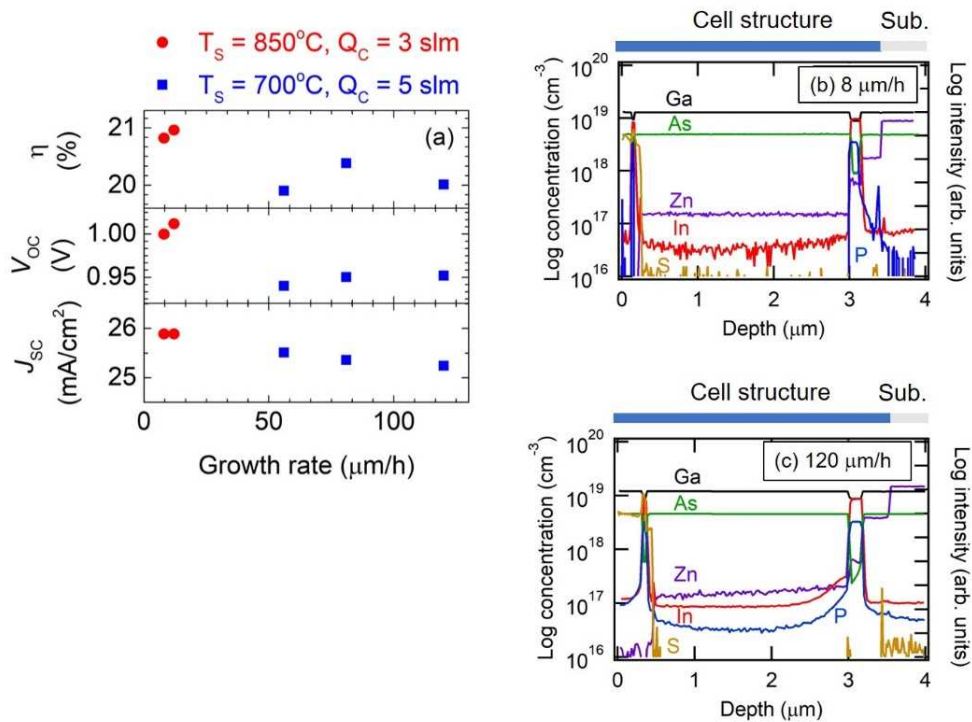 T_S = 850°C, Q_C = 3 slm
T_S = 700°C, Q_C = 5 slm
(a)
η
(%)
21
20
V_OC
(V)
1.00
0.95
J_SC
(mA/cm²)
26
25
0 50 100
Growth rate (μm/h)
Cell structure Sub.
(b) 8 μm/h
Log concentration (cm⁻³)
Log intensity (arb. units)
10²⁰
10¹⁹
10¹⁸
10¹⁷
10¹⁶
Ga
As
Zn
In
S
P
0 1 2 3 4
Depth (μm)
Cell structure Sub.
(c) 120 μm/h
Log concentration (cm⁻³)
Log intensity (arb. units)
10²⁰
10¹⁹
10¹⁸
10¹⁷
10¹⁶
Ga
As
Zn
In
S
P
0 1 2 3 4
Depth (μm)